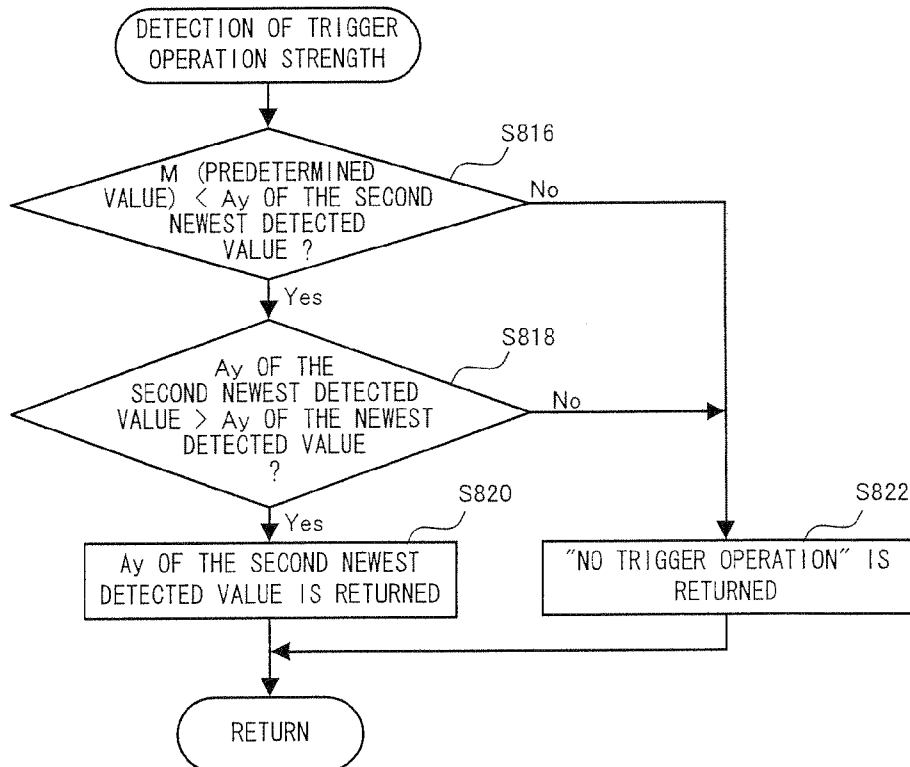 DETECTION OF TRIGGER
OPERATION STRENGTH
S816
M (PREDETERMINED
VALUE) < Ay OF THE SECOND
NEWEST DETECTED
VALUE ?
No
Yes
S818
Ay OF THE
SECOND NEWEST DETECTED
VALUE > Ay OF THE NEWEST
DETECTED VALUE
?
No
Yes
S820
Ay OF THE SECOND NEWEST
DETECTED VALUE IS RETURNED
S822
"NO TRIGGER OPERATION" IS
RETURNED
RETURN